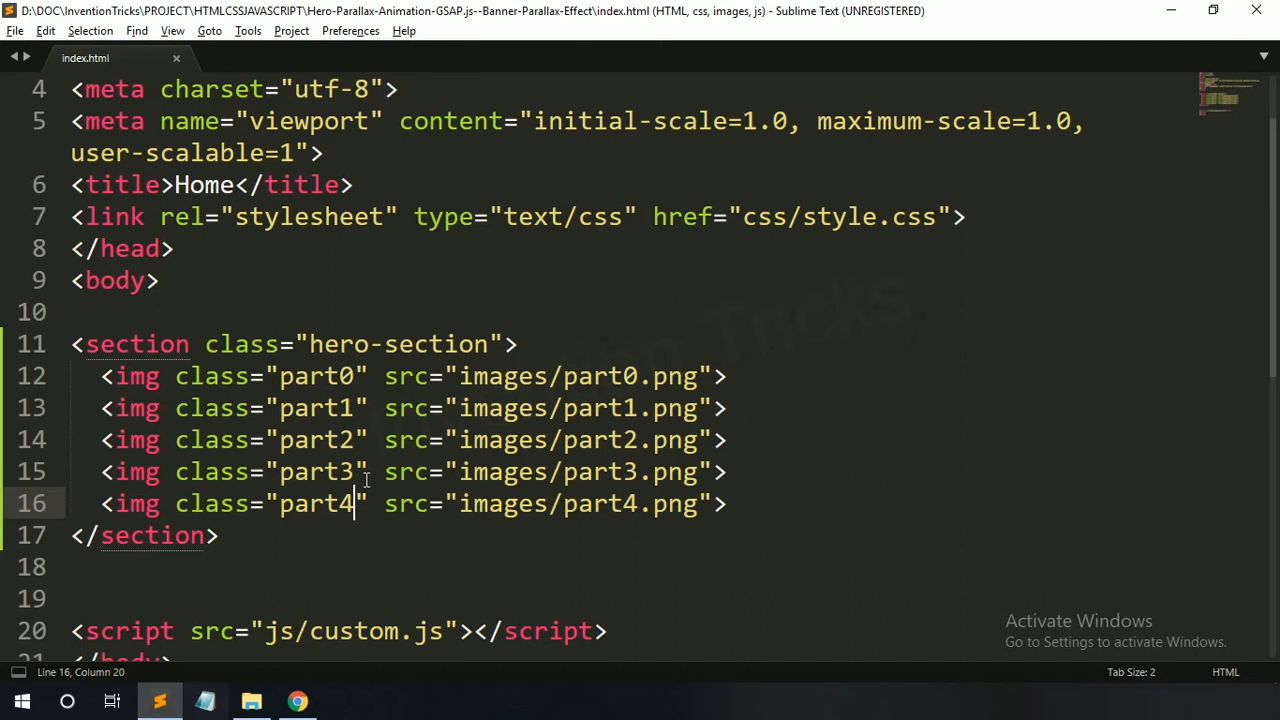 D:\DOC\InventionTricks\PROJECT\HTMLCSSJAVASCRIPT\Hero-Parallax-Animation-GSAP.js--Banner-Parallax-Effect\index.html (HTML, css, images, js) - Sublime Text (UNREGISTERED)
File Edit Selection Find View Goto Tools Project Preferences Help
index.html
4 <meta charset="utf-8">
5 <meta name="viewport" content="initial-scale=1.0, maximum-scale=1.0,
user-scalable=1">
6 <title>Home</title>
7 <link rel="stylesheet" type="text/css" href="css/style.css">
8 </head>
9 <body>
10
11 <section class="hero-section">
12 <img class="part0" src="images/part0.png">
13 <img class="part1" src="images/part1.png">
14 <img class="part2" src="images/part2.png">
15 <img class="part3" src="images/part3.png">
16 <img class="part4" src="images/part4.png">
17 </section>
18
19
20 <script src="js/custom.js"></script>
21 </body>
Invention Tricks
Activate Windows
Go to Settings to activate Windows.
Line 16, Column 20
Tab Size: 2
HTML